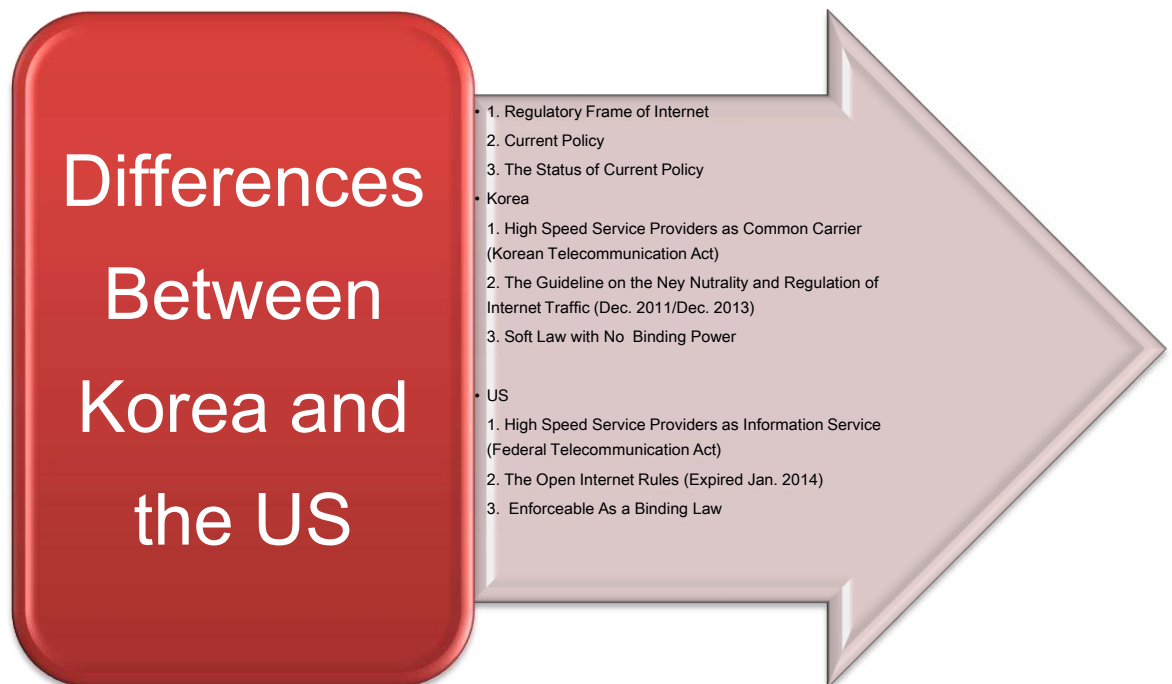 Differences
Between
Korea and
the US
• 1. Regulatory Frame of Internet
2. Current Policy
3. The Status of Current Policy
• Korea
1. High Speed Service Providers as Common Carrier
(Korean Telecommunication Act)
2. The Guideline on the Ney Nutrality and Regulation of
Internet Traffic (Dec. 2011/Dec. 2013)
3. Soft Law with No Binding Power
• US
1. High Speed Service Providers as Information Service
(Federal Telecommunication Act)
2. The Open Internet Rules (Expired Jan. 2014)
3. Enforceable As a Binding Law